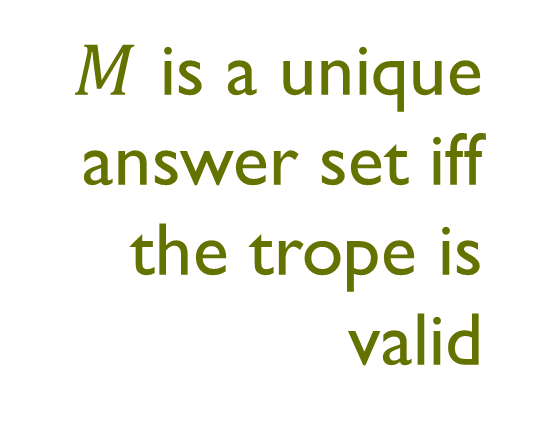 M is a unique
answer set iff
the trope is
valid